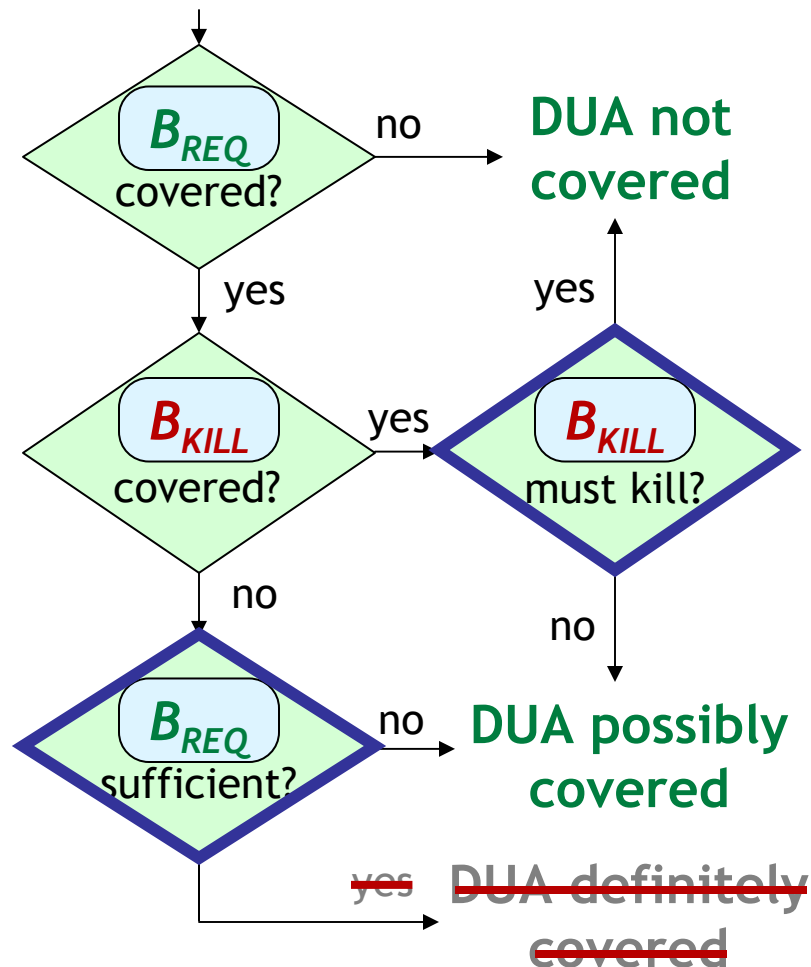 B_REQ
covered?
no
DUA not
covered
yes
yes
B_KILL
covered?
yes
B_KILL
must kill?
no
no
B_REQ
sufficient?
no
DUA possibly
covered
yes
DUA definitely
covered